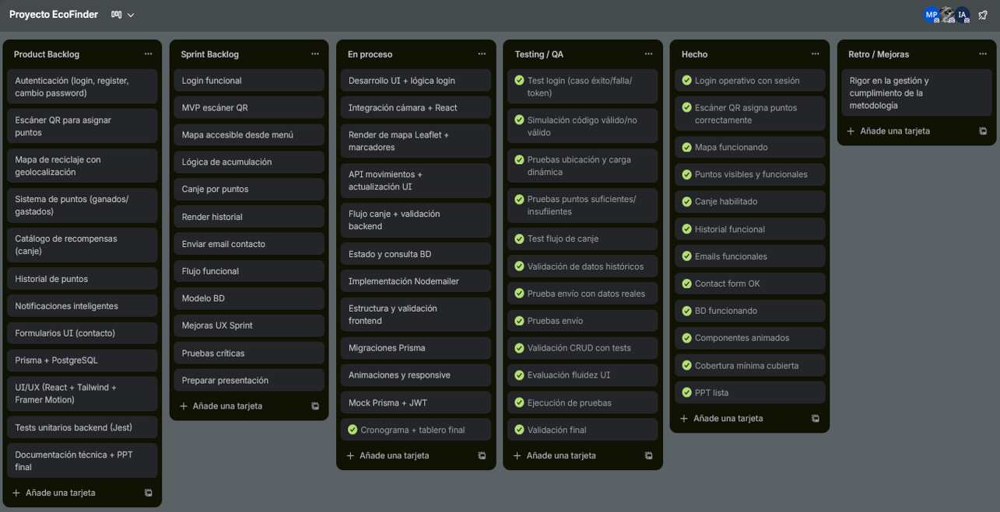 Proyecto EcoFinder
MP
IA
Product Backlog
Autenticación (login, register,
cambio password)
Escáner QR para asignar
puntos
Mapa de reciclaje con
geolocalización
Sistema de puntos (ganados/
gastados)
Catálogo de recompensas
(canje)
Historial de puntos
Notificaciones inteligentes
Formularios UI (contacto)
Prisma + PostgreSQL
UI/UX (React + Tailwind +
Framer Motion)
Tests unitarios backend (Jest)
Documentación técnica + PPT
final
+ Añade una tarjeta
Sprint Backlog
Login funcional
MVP escáner QR
Mapa accesible desde menú
Lógica de acumulación
Canje por puntos
Render historial
Enviar email contacto
Flujo funcional
Modelo BD
Mejoras UX Sprint
Pruebas críticas
Preparar presentación
+ Añade una tarjeta
En proceso
Desarrollo UI + lógica login
Integración cámara + React
Render de mapa Leaflet +
marcadores
API movimientos +
actualización UI
Flujo canje + validación
backend
Estado y consulta BD
Implementación Nodemailer
Estructura y validación
frontend
Migraciones Prisma
Animaciones y responsive
Mock Prisma + JWT
Cronograma + tablero final
+ Añade una tarjeta
Testing / QA
Test login (caso éxito/falla/
token)
Simulación código válido/no
válido
Pruebas ubicación y carga
dinámica
Pruebas puntos suficientes/
insufiientes
Test flujo de canje
Validación de datos históricos
Prueba envío con datos reales
Pruebas envío
Validación CRUD con tests
Evaluación fluidez UI
Ejecución de pruebas
Validación final
+ Añade una tarjeta
Hecho
Login operativo con sesión
Escáner QR asigna puntos
correctamente
Mapa funcionando
Puntos visibles y funcionales
Canje habilitado
Historial funcional
Emails funcionales
Contact form OK
BD funcionando
Componentes animados
Cobertura mínima cubierta
PPT lista
+ Añade una tarjeta
Retro / Mejoras
Rigor en la gestión y
cumplimiento de la
metodología
+ Añade una tarjeta